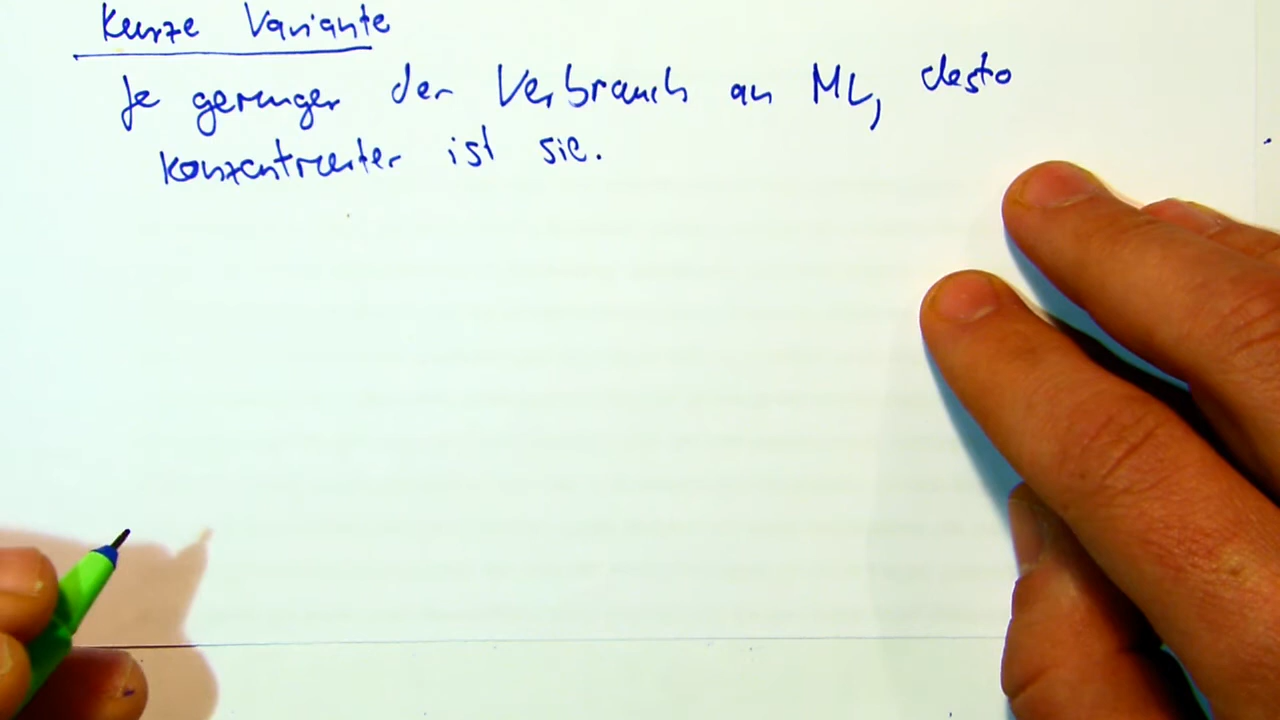 Kurze Variante
Je geringer der Verbrauch an ML, desto
konzentrierter ist sie.